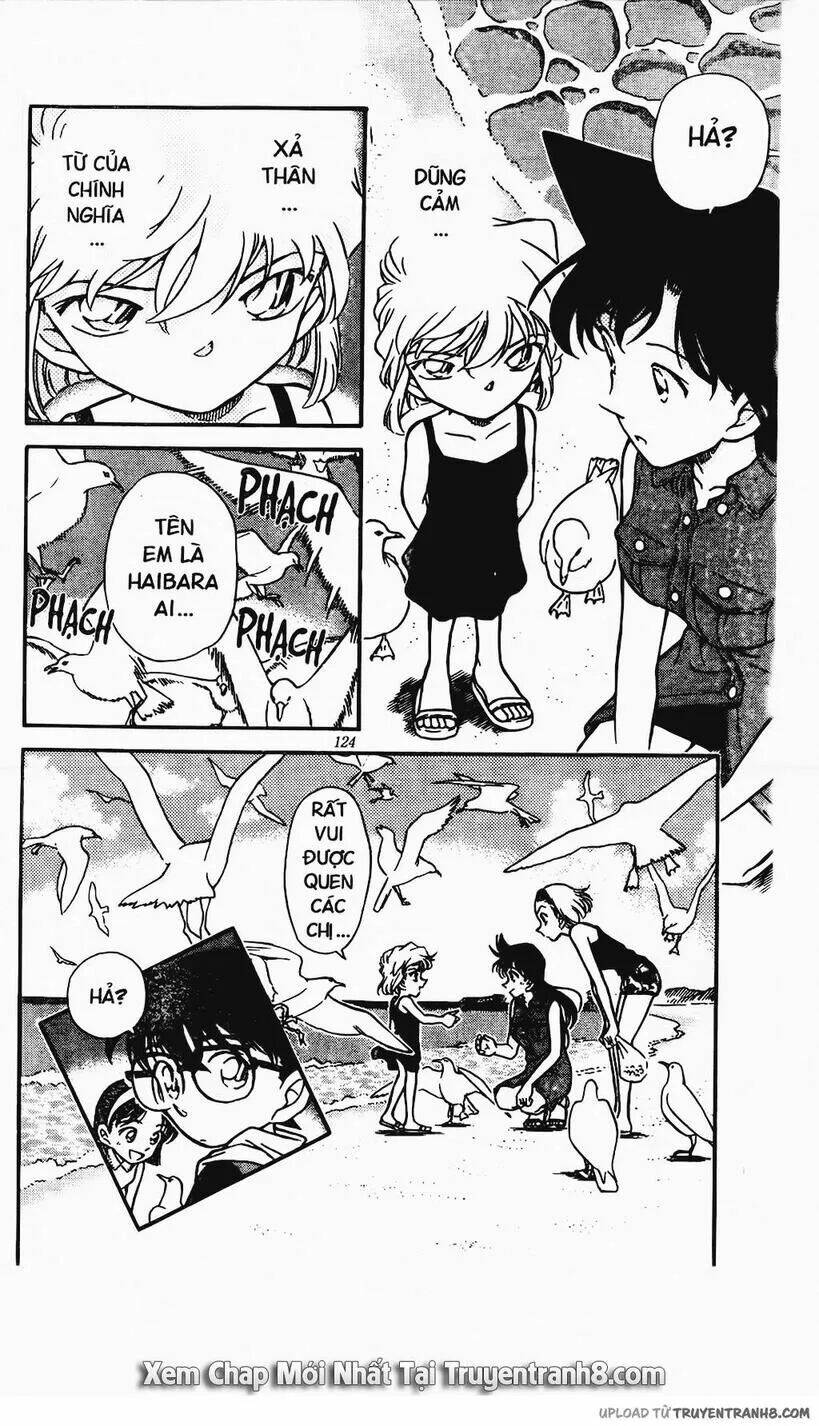 HẢ?
DŨNG
CẢM
...
XẢ
THÂN
...
TỪ CỦA
CHÍNH
NGHĨA
...
PHẠCH
TÊN
EM LÀ
HAIBARA
AI...
PHẠCH
PHẠCH
124
RẤT
VUI
ĐƯỢC
QUEN
CÁC
CHỊ...
HẢ?
Xem Chap Mới Nhất Tại Truyentranh8.com
UPLOAD TỪ TRUYENTRANH8.COM